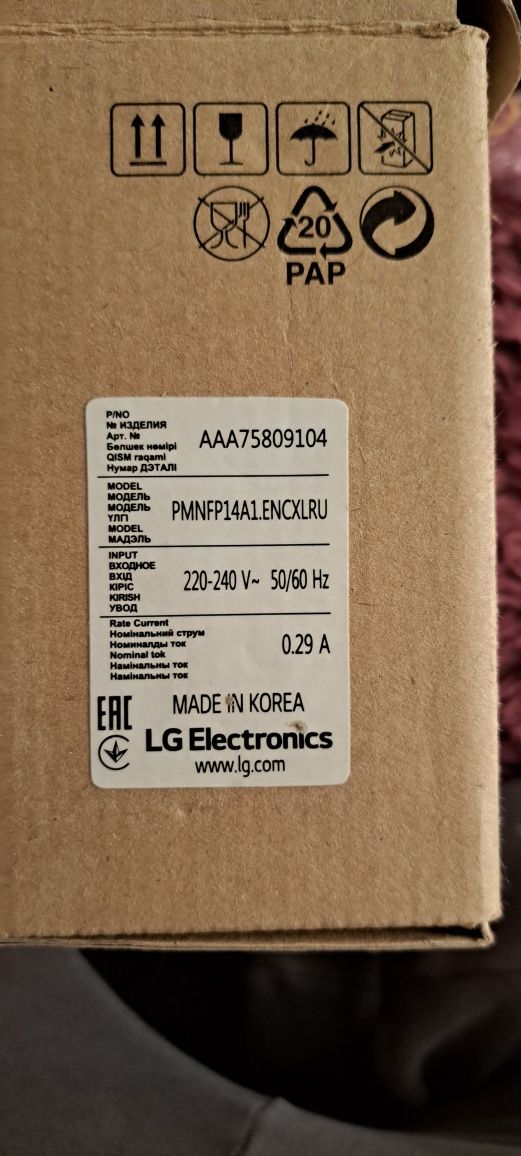 20
PAP
P/NO
№ ИЗДЕЛИЯ
Арт. №
Бөлшек нөмірі
QISM raqami
Нумар ДЭТАЛІ
AAA75809104
MODEL
МОДЕЛЬ
МОДЕЛЬ
ҮЛГІ
MODEL
МАДЭЛЬ
PMNFP14A1.ENCXLRU
INPUT
ВХОДНОЕ
ВХІД
КІРІС
KIRISH
УВОД
220-240 V~ 50/60 Hz
Rate Current
Номінальний струм
Номиналды ток
Nominal tok
Намінальны ток
Намінальны ток
0.29 A
EAC
MADE IN KOREA
LG Electronics
www.lg.com